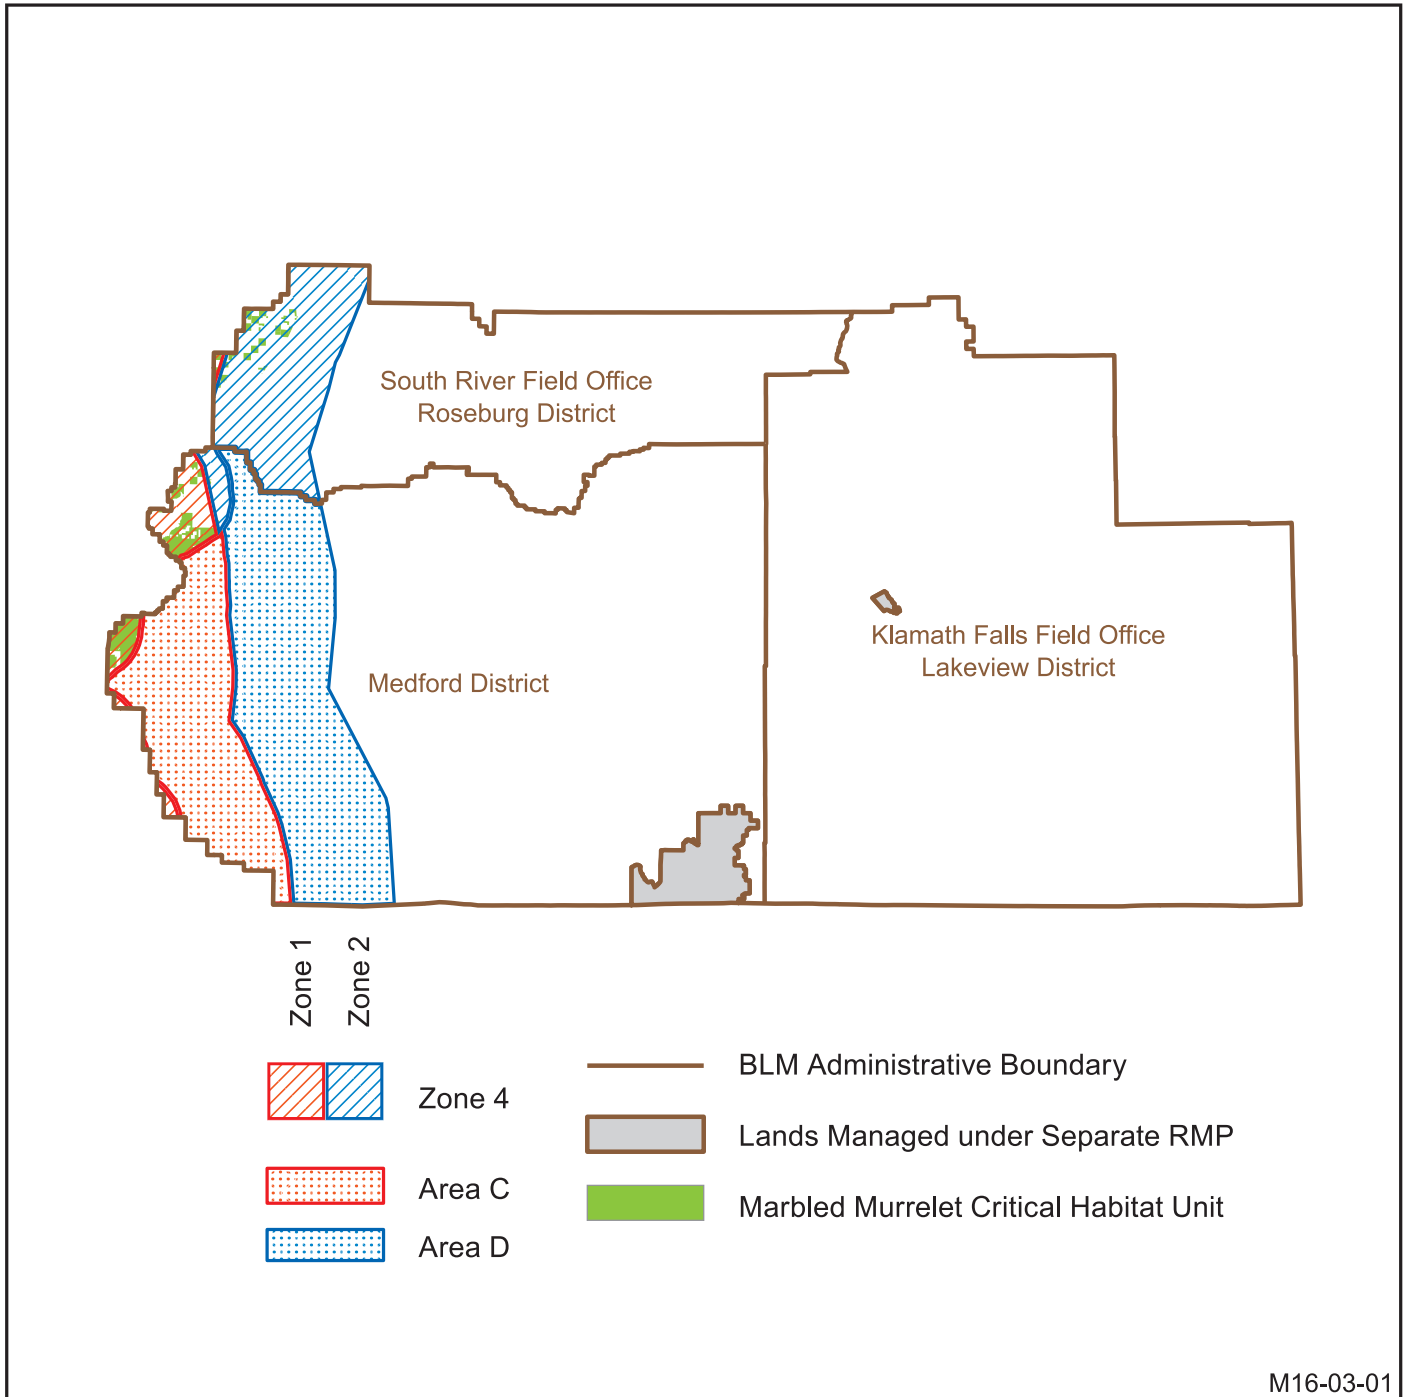 South River Field Office
Roseburg District
Klamath Falls Field Office
Lakeview District
Medford District
Zone 1
Zone 2
Zone 4
Area C
Area D
BLM Administrative Boundary
Lands Managed under Separate RMP
Marbled Murrelet Critical Habitat Unit
M16-03-01